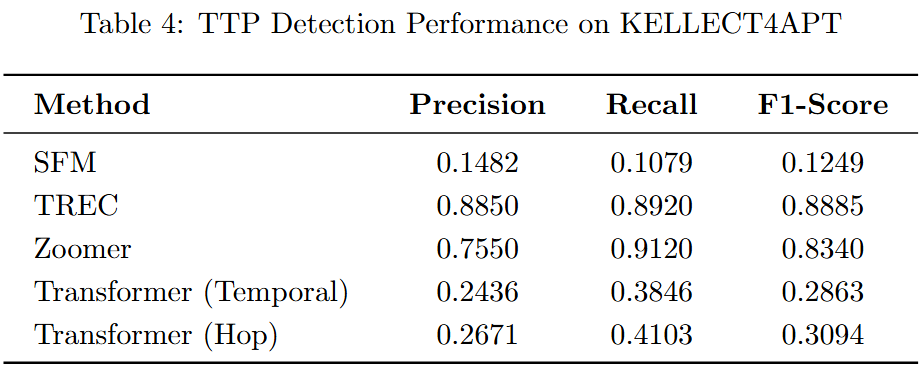 Table 4: TTP Detection Performance on KELLECT4APT
Method Precision Recall F1-Score
SFM 0.1482 0.1079 0.1249
TREC 0.8850 0.8920 0.8885
Zoomer 0.7550 0.9120 0.8340
Transformer (Temporal) 0.2436 0.3846 0.2863
Transformer (Hop) 0.2671 0.4103 0.3094